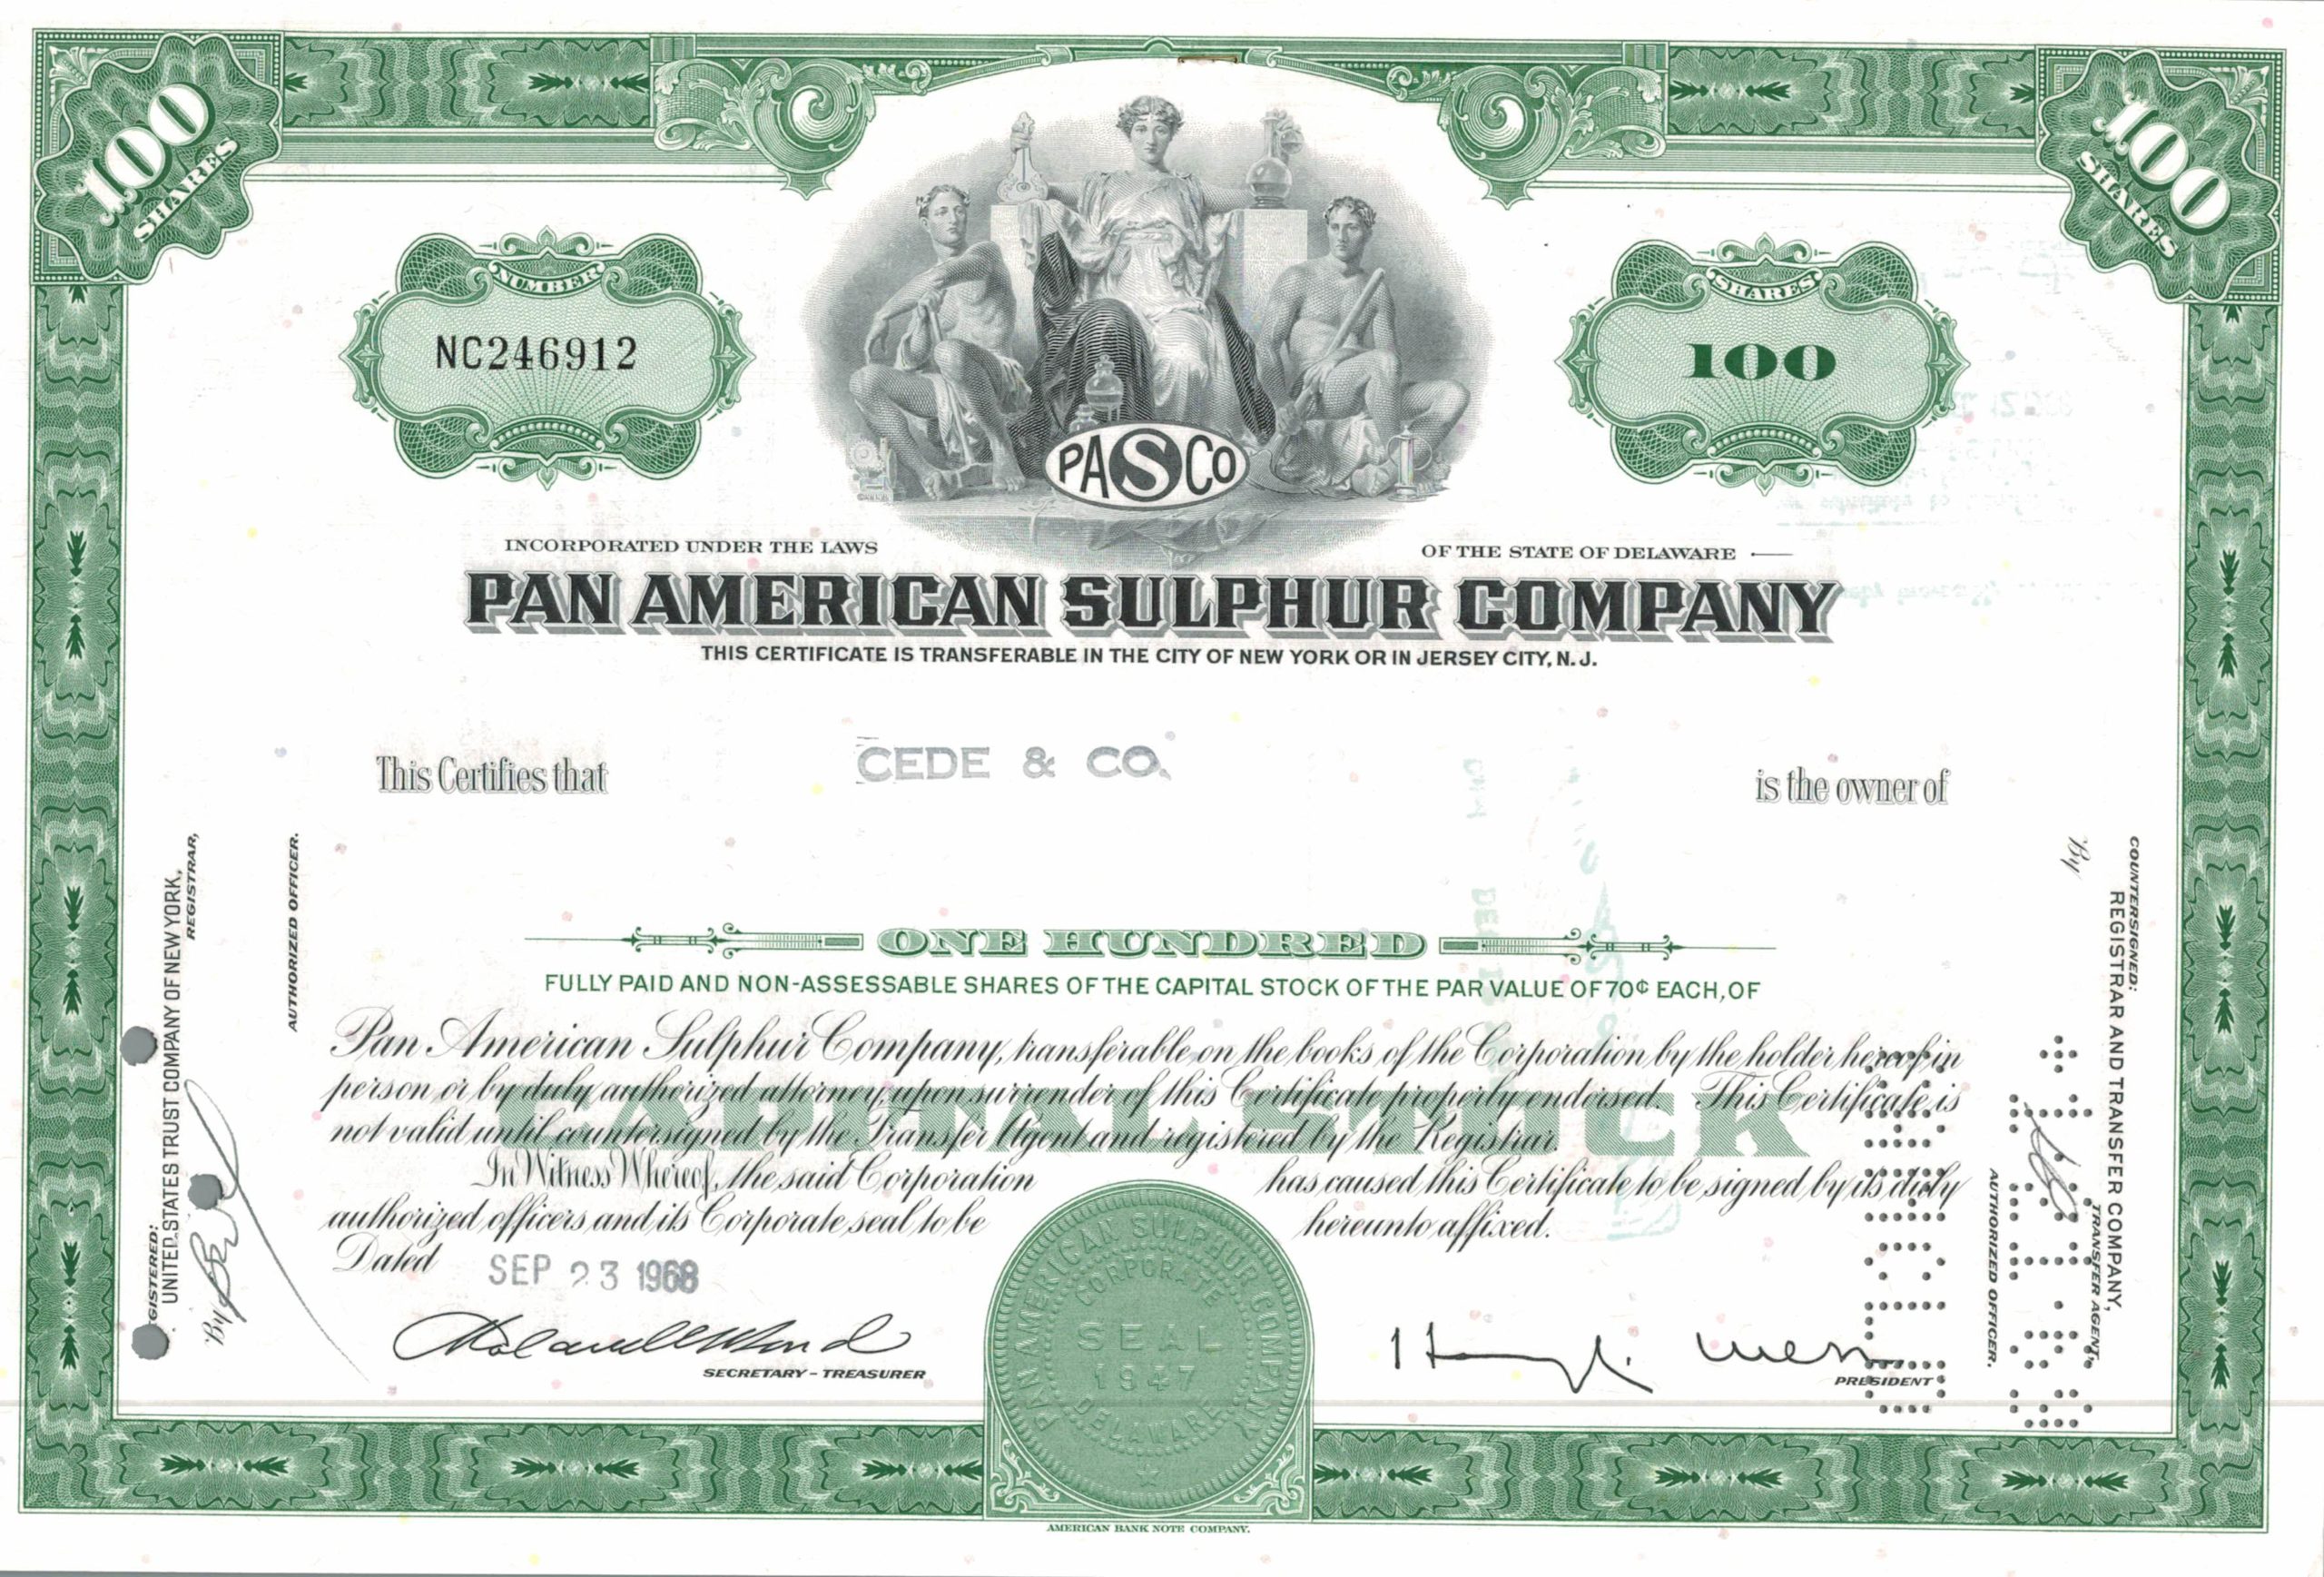 100
SHARES
100
SHARES
NUMBER
NC246912
SHARES
100
PASCO
INCORPORATED UNDER THE LAWS
OF THE STATE OF DELAWARE
PAN AMERICAN SULPHUR COMPANY
THIS CERTIFICATE IS TRANSFERABLE IN THE CITY OF NEW YORK OR IN JERSEY CITY, N.J.
This Certifies that
CEDE & CO.
is the owner of
ONE HUNDRED
FULLY PAID AND NON-ASSESSABLE SHARES OF THE CAPITAL STOCK OF THE PAR VALUE OF 70¢ EACH, OF
Pan American Sulphur Company, transferable on the books of the Corporation by the holder hereof in
person or by duly authorized attorney, upon surrender of this Certificate properly endorsed. This Certificate is
not valid until countersigned by the Transfer Agent and registered by the Registrar.
CAPITAL STOCK
In Witness Whereof, the said Corporation has caused this Certificate to be signed by its duly
authorized officers and its Corporate seal to be hereunto affixed.
Dated
SEP 23 1968
SECRETARY-TREASURER
PRESIDENT
PAN AMERICAN SULPHUR COMPANY
CORPORATE
SEAL
1947
DELAWARE
AMERICAN BANK NOTE COMPANY.
GISTERED:
UNITED STATES TRUST COMPANY OF NEW YORK,
REGISTRAR,
By
AUTHORIZED OFFICER.
COUNTERSIGNED:
REGISTRAR AND TRANSFER COMPANY,
TRANSFER AGENT,
By
AUTHORIZED OFFICER.